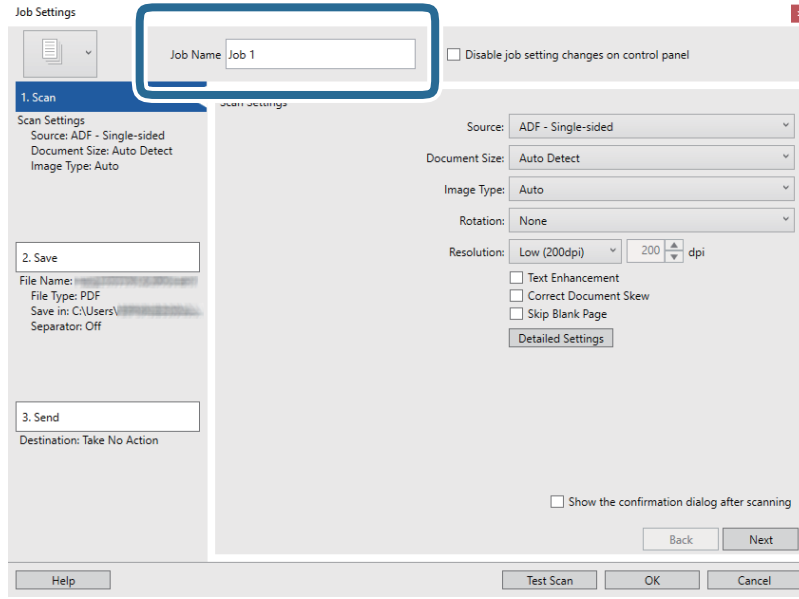 Job Settings
Job Name Job 1
Disable job setting changes on control panel
1. Scan
Scan Settings
Source: ADF - Single-sided
Document Size: Auto Detect
Image Type: Auto
2. Save
File Name:
File Type: PDF
Save in: C:\Users\
Separator: Off
3. Send
Destination: Take No Action
Scan Settings
Source: ADF - Single-sided
Document Size: Auto Detect
Image Type: Auto
Rotation: None
Resolution: Low (200dpi) 200 dpi
Text Enhancement
Correct Document Skew
Skip Blank Page
Detailed Settings
Show the confirmation dialog after scanning
Back Next
Help Test Scan OK Cancel